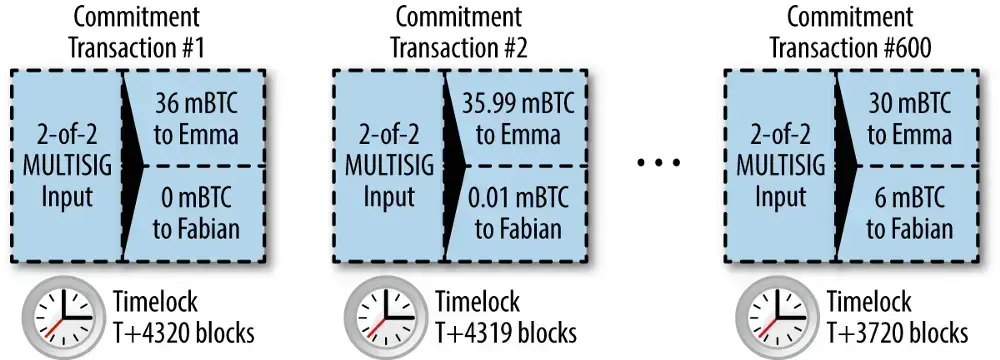 Commitment
Transaction #1
2-of-2
MULTISIG
Input
36 mBTC
to Emma
0 mBTC
to Fabian
Timelock
T+4320 blocks
Commitment
Transaction #2
2-of-2
MULTISIG
Input
35.99 mBTC
to Emma
0.01 mBTC
to Fabian
Timelock
T+4319 blocks
...
Commitment
Transaction #600
2-of-2
MULTISIG
Input
30 mBTC
to Emma
6 mBTC
to Fabian
Timelock
T+3720 blocks